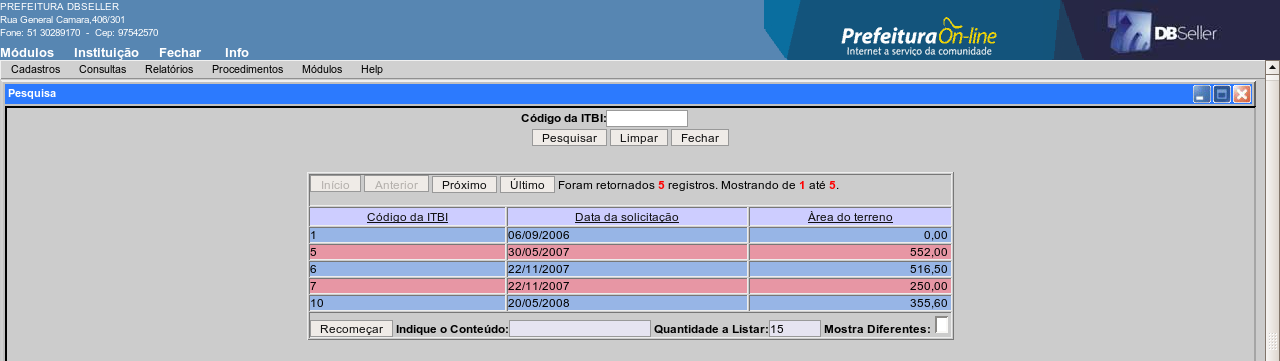 PREFEITURA DBSELLER
Rua General Camara,406/301
Fone: 51 30289170 - Cep: 97542570
Prefeitura On-line
Internet a serviço da comunidade
DBSeller
Módulos Instituição Fechar Info
Cadastros Consultas Relatórios Procedimentos Módulos Help
Pesquisa
Código da ITBI:
Pesquisar Limpar Fechar
Início Anterior Próximo Último Foram retornados 5 registros. Mostrando de 1 até 5.
Código da ITBI Data da solicitação Área do terreno
1 06/09/2006 0,00
5 30/05/2007 552,00
6 22/11/2007 516,50
7 22/11/2007 250,00
10 20/05/2008 355,60
Recomeçar Indique o Conteúdo: Quantidade a Listar: 15 Mostra Diferentes: